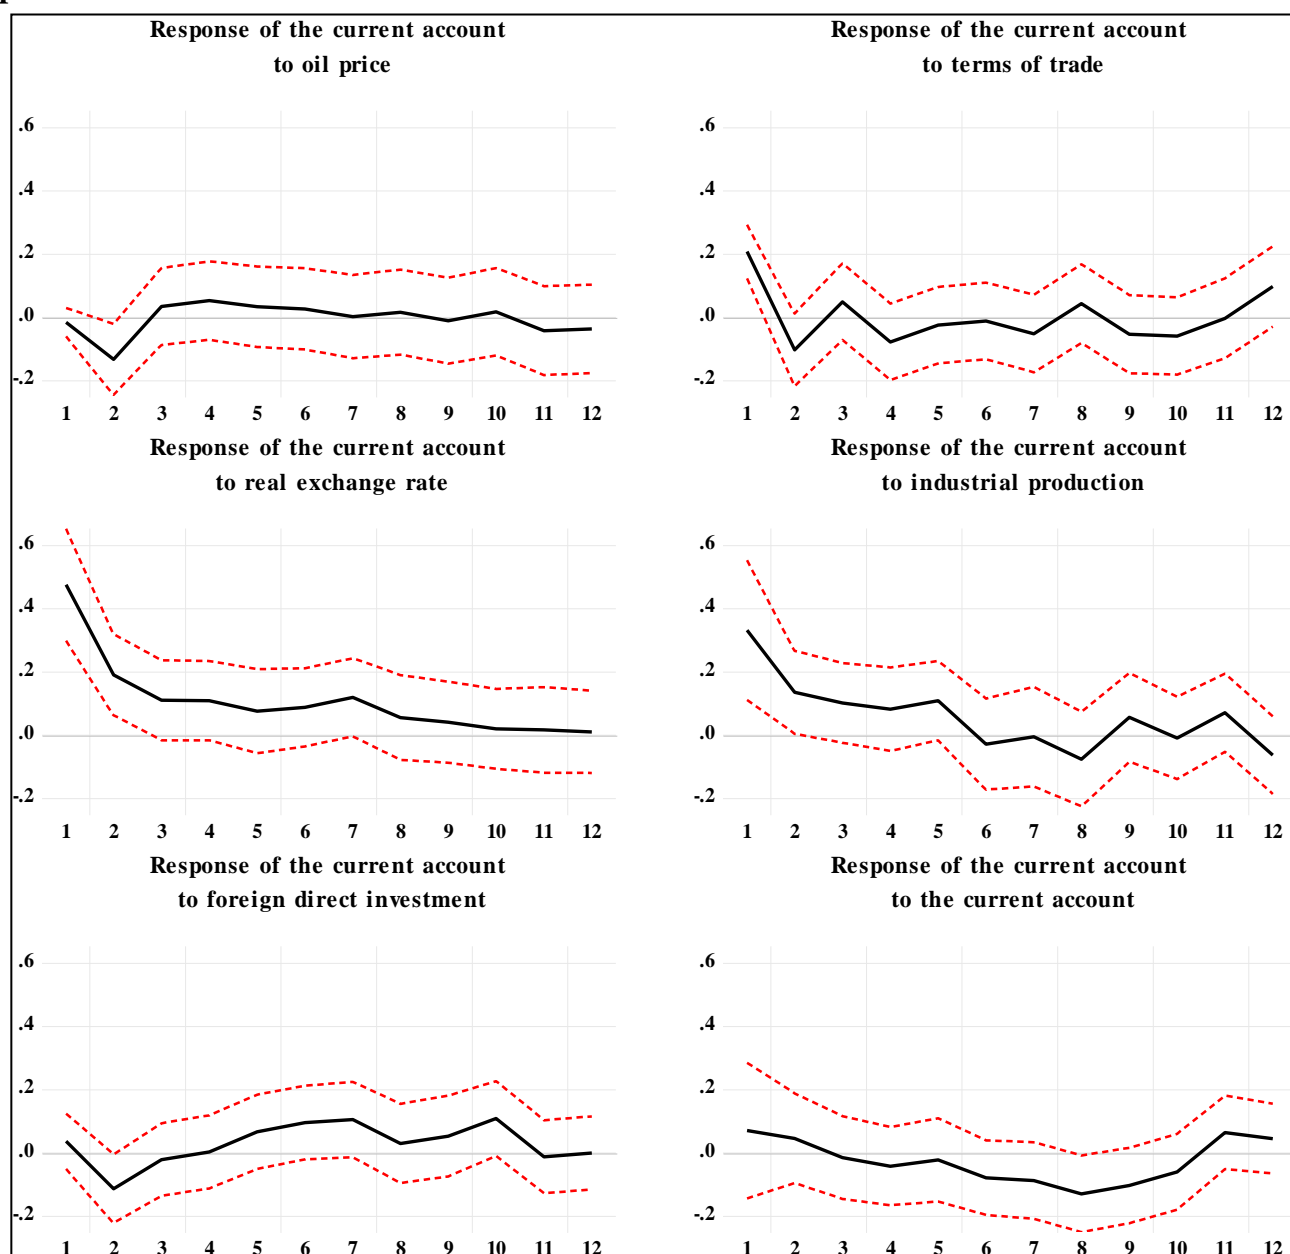 Response of the current account
to oil price
.6
.4
.2
.0
-.2
1 2 3 4 5 6 7 8 9 10 11 12
Response of the current account
to terms of trade
.6
.4
.2
.0
-.2
1 2 3 4 5 6 7 8 9 10 11 12
Response of the current account
to real exchange rate
.6
.4
.2
.0
-.2
1 2 3 4 5 6 7 8 9 10 11 12
Response of the current account
to industrial production
.6
.4
.2
.0
-.2
1 2 3 4 5 6 7 8 9 10 11 12
Response of the current account
to foreign direct investment
.6
.4
.2
.0
-.2
1 2 3 4 5 6 7 8 9 10 11 12
Response of the current account
to the current account
.6
.4
.2
.0
-.2
1 2 3 4 5 6 7 8 9 10 11 12